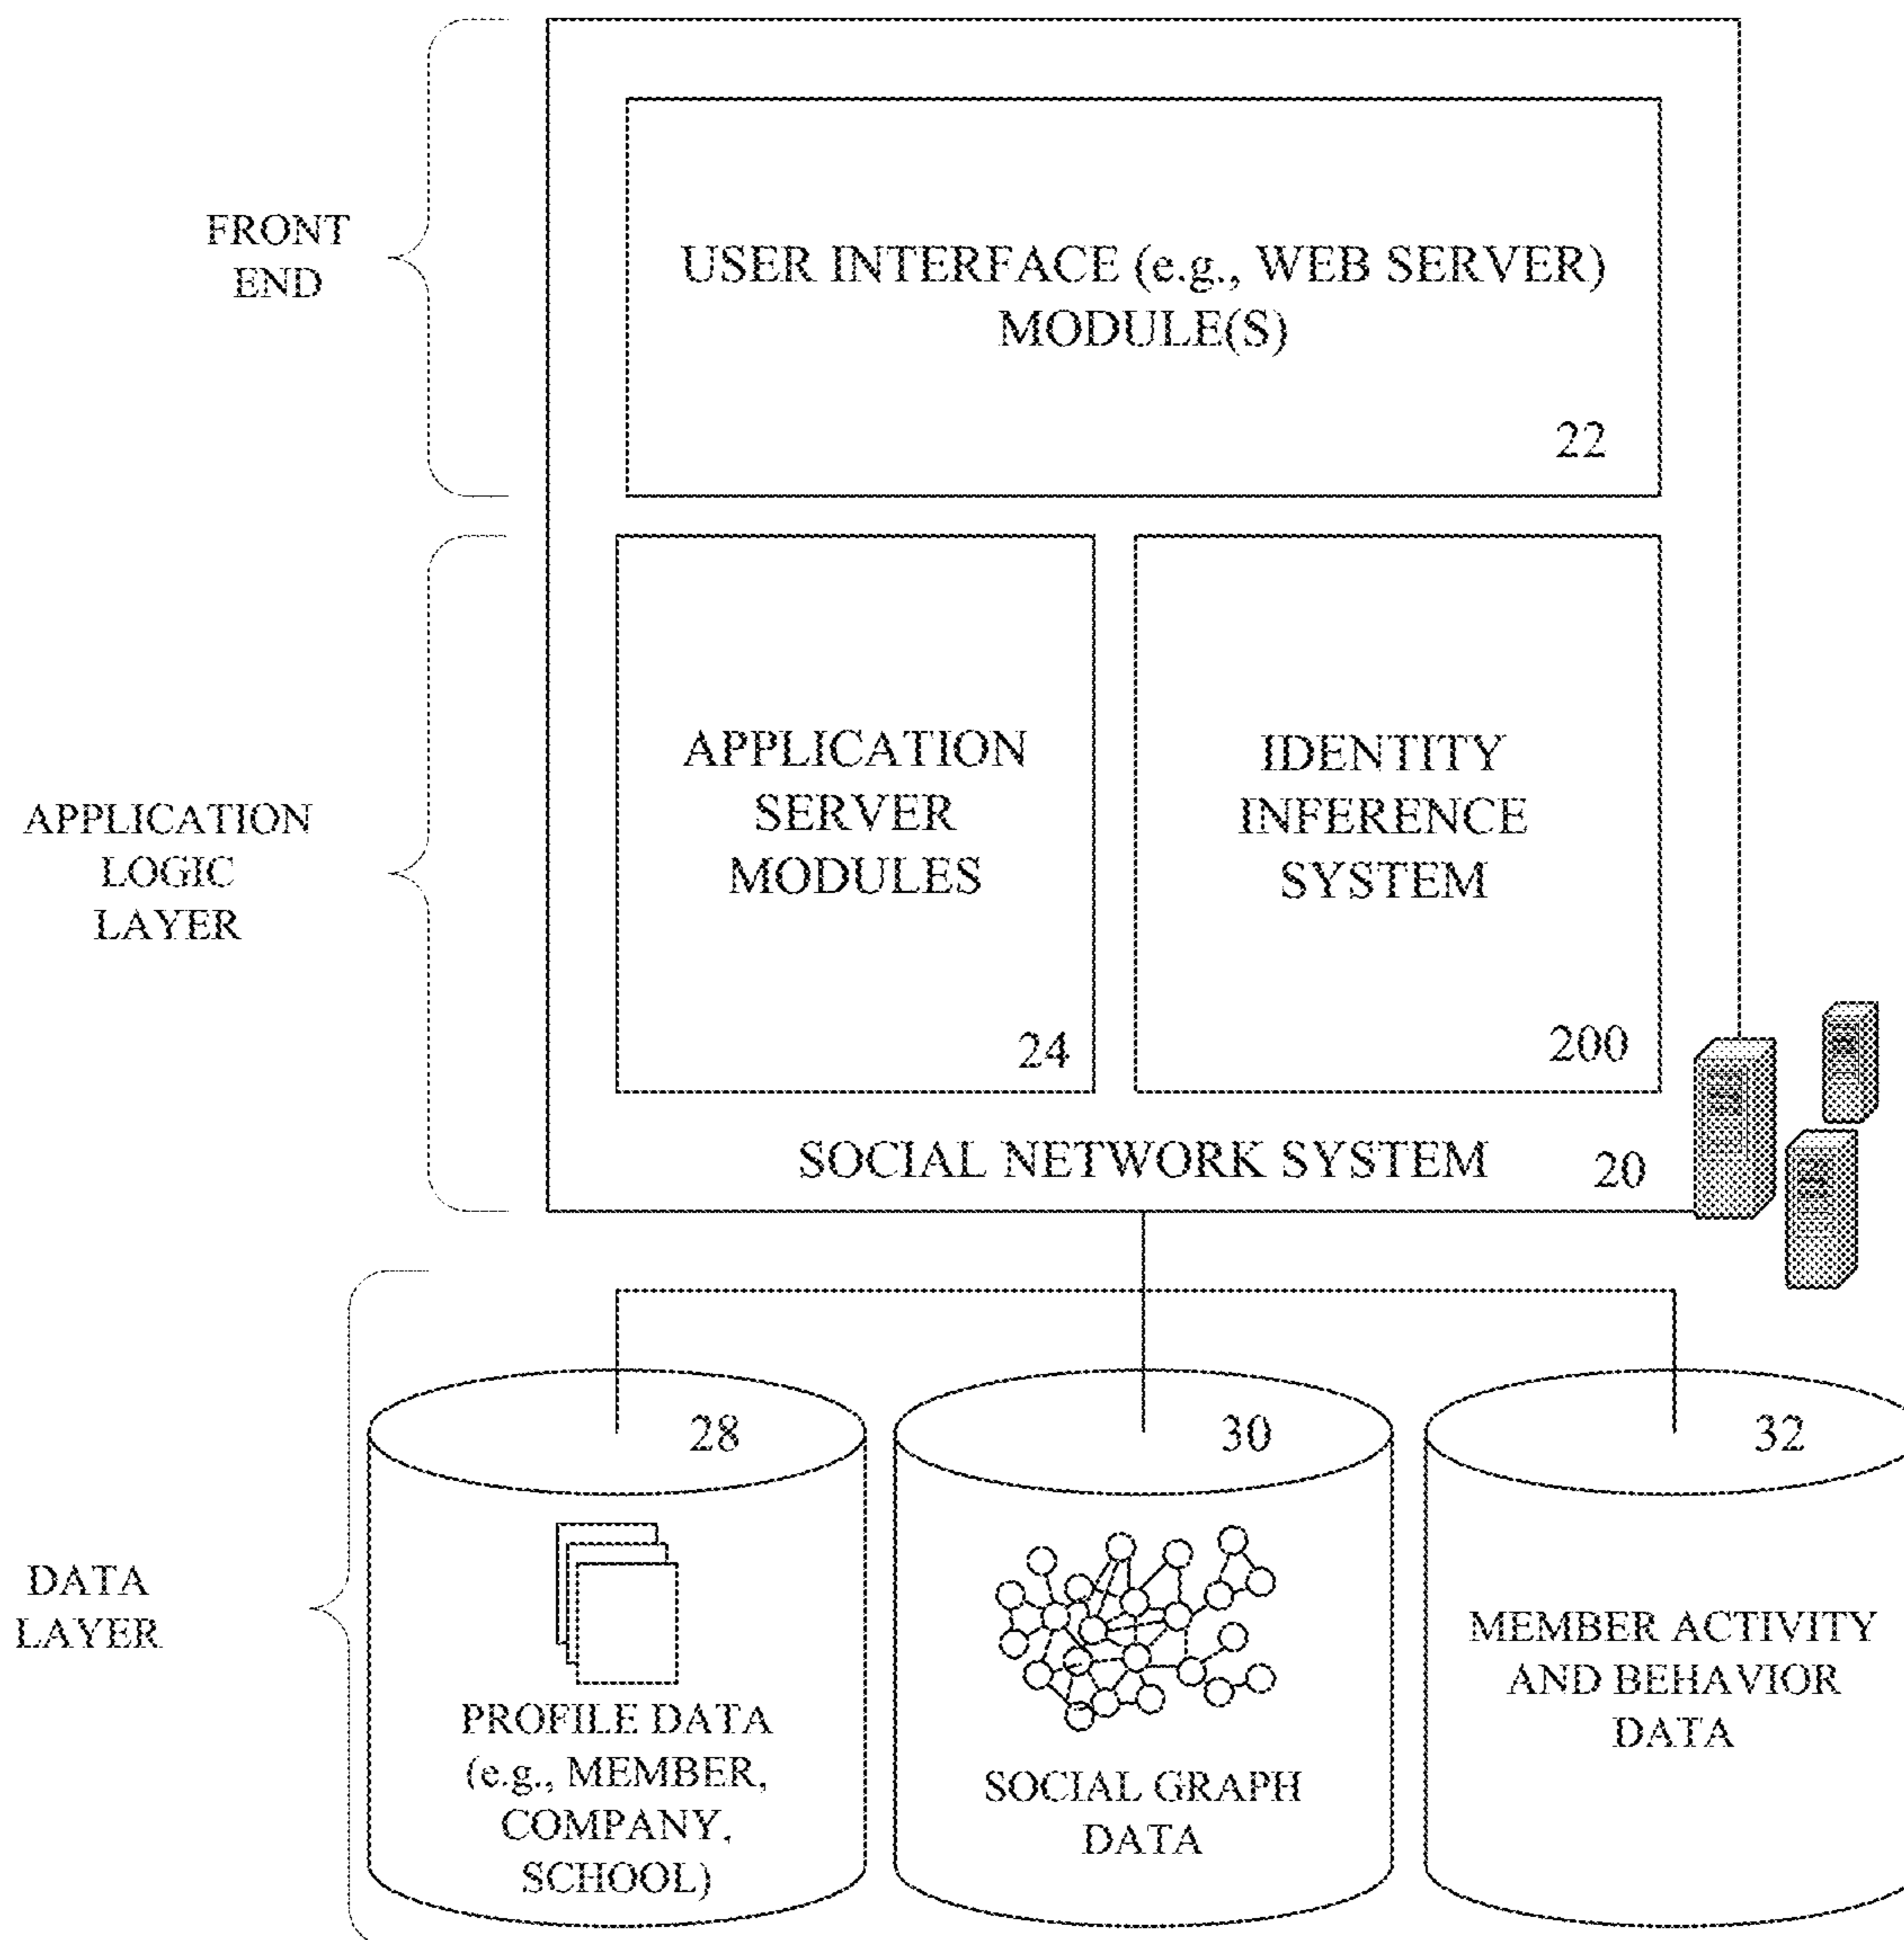 FRONT
END
USER INTERFACE (e.g., WEB SERVER)
MODULE(S)
22
APPLICATION
LOGIC
LAYER
APPLICATION
SERVER
MODULES
24
IDENTITY
INFERENCE
SYSTEM
200
SOCIAL NETWORK SYSTEM
20
DATA
LAYER
28
PROFILE DATA
(e.g., MEMBER,
COMPANY,
SCHOOL)
30
SOCIAL GRAPH
DATA
32
MEMBER ACTIVITY
AND BEHAVIOR
DATA